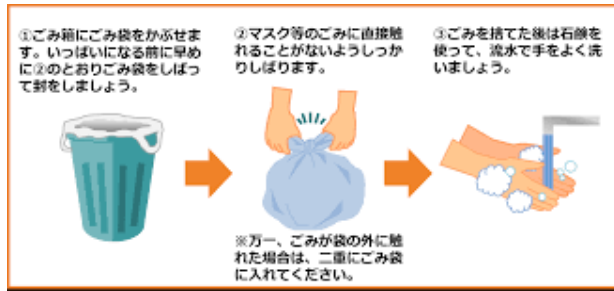 ①ごみ箱にごみ袋をかぶせま
す。いっぱいになる前に早め
に②のとおりごみ袋をしばっ
て封をしましょう。
②マスク等のごみに直接触
れることがないようしっか
りしばります。
※万一、ごみが袋の外に触
れた場合は、二重にごみ袋
に入れてください。
③ごみを捨てた後は石鹸を
使って、流水で手をよく洗
いましょう。